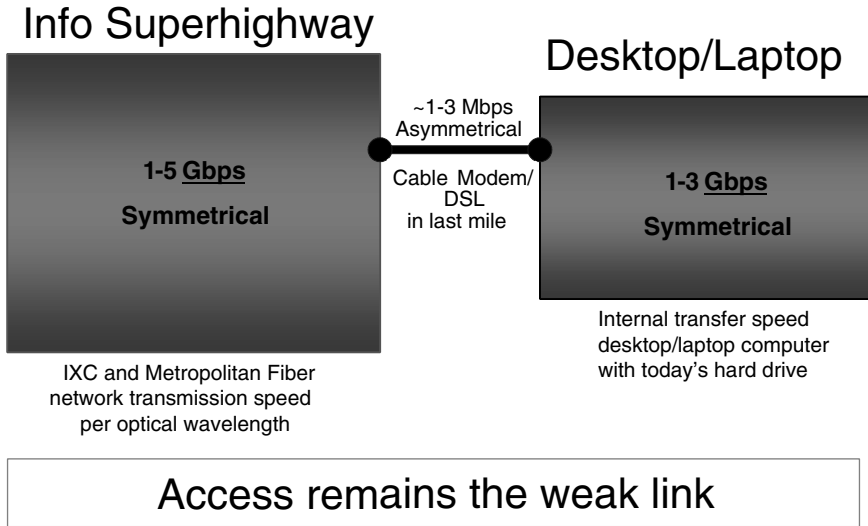 Info Superhighway
Desktop/Laptop
~1-3 Mbps
Asymmetrical
1-5 Gbps
Symmetrical
Cable Modem/
DSL
in last mile
1-3 Gbps
Symmetrical
IXC and Metropolitan Fiber
network transmission speed
per optical wavelength
Internal transfer speed
desktop/laptop computer
with today's hard drive
Access remains the weak link